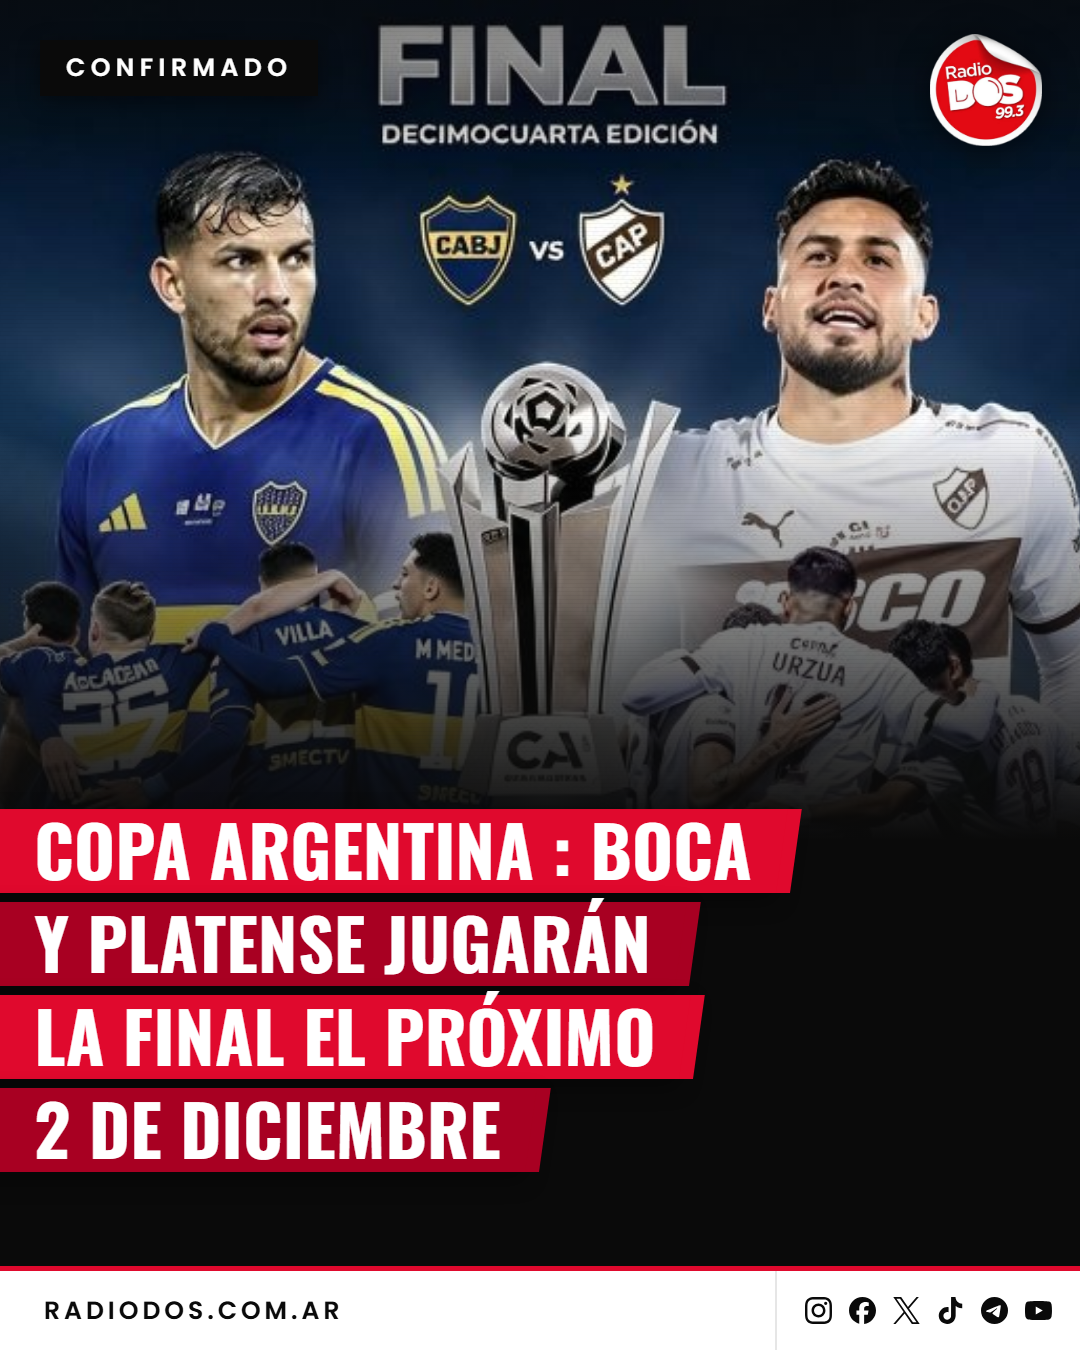 CONFIRMADO
FINAL
DECIMOCUARTA EDICIÓN
Radio
DOS
99.3
CABJ
VS
CAP
VILLA
M MED
URZUA
CA
COPA ARGENTINA : BOCA
Y PLATENSE JUGARÁN
LA FINAL EL PRÓXIMO
2 DE DICIEMBRE
RADIODOS.COM.AR